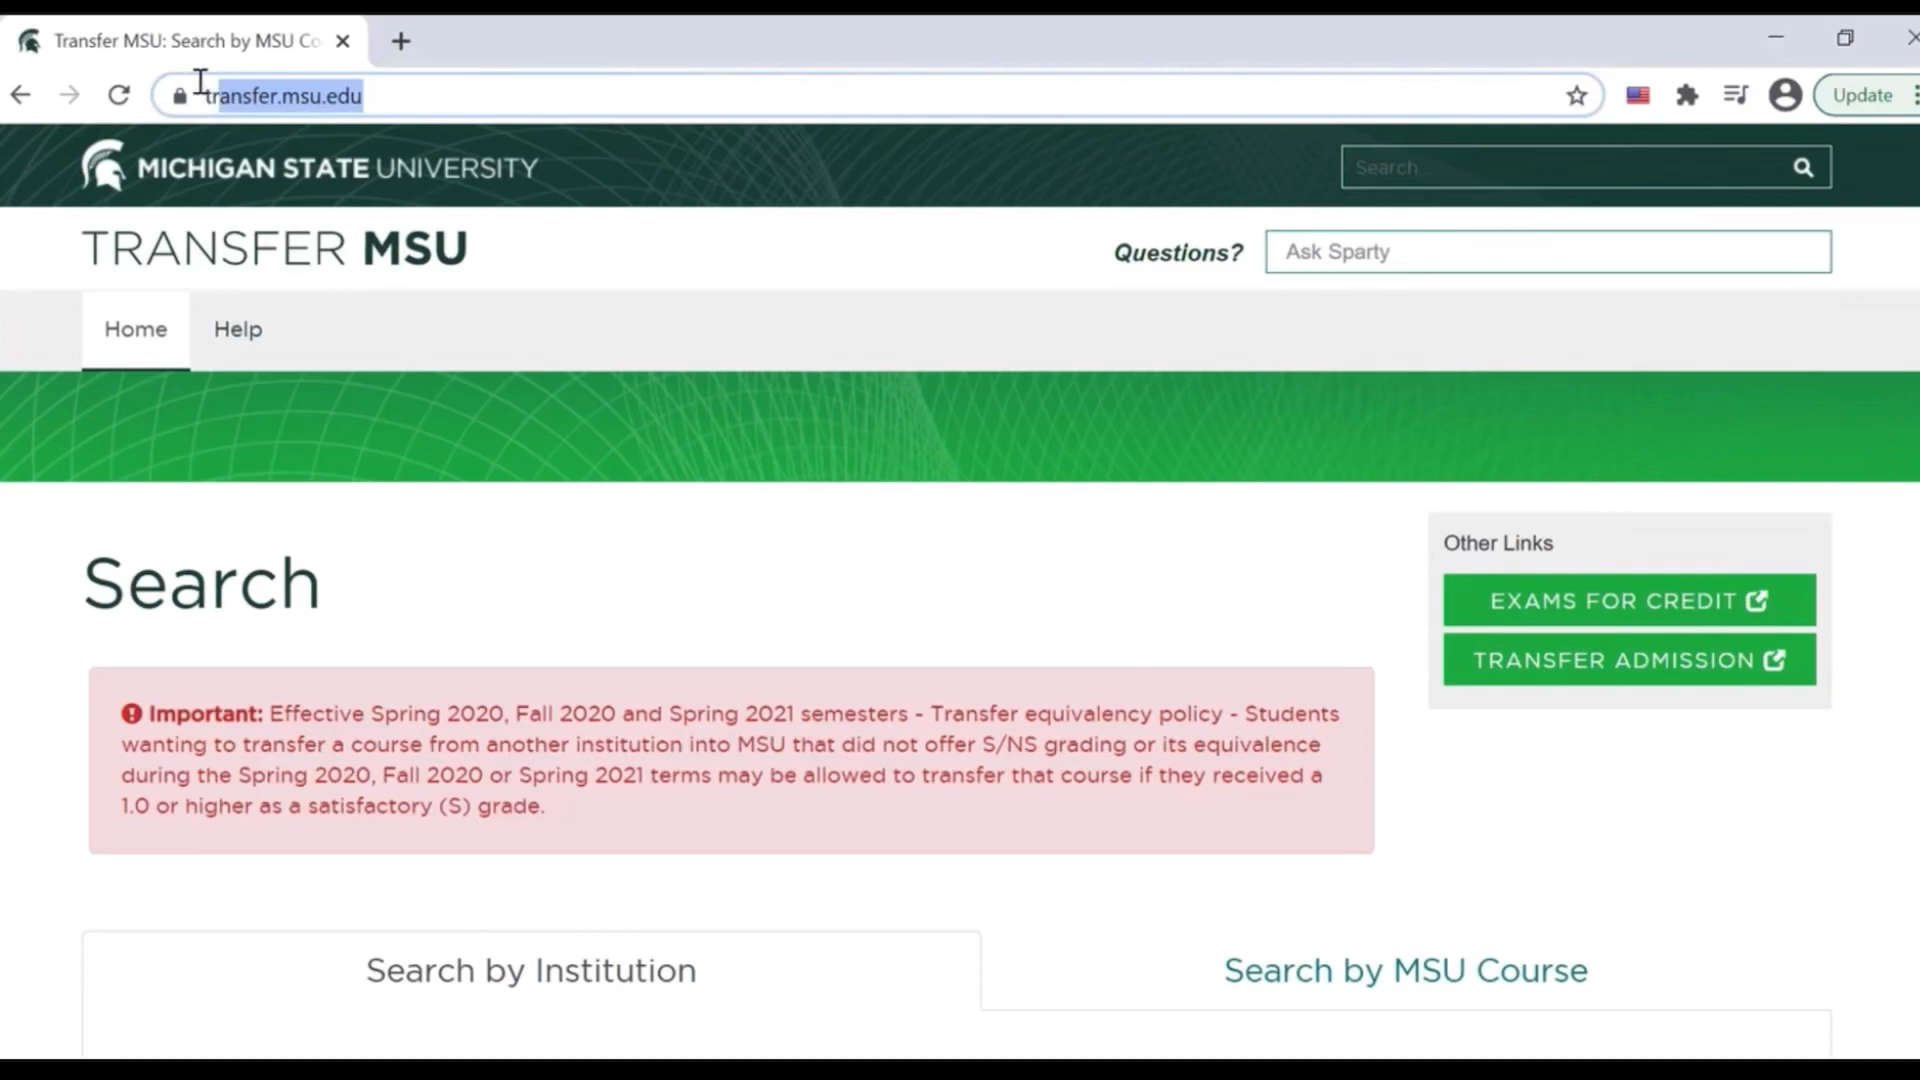 Transfer MSU: Search by MSU Co
transfer.msu.edu
Update
MICHIGAN STATE UNIVERSITY
Search
TRANSFER MSU
Questions?
Ask Sparty
Home
Help
Search
Other Links
EXAMS FOR CREDIT
TRANSFER ADMISSION
Important: Effective Spring 2020, Fall 2020 and Spring 2021 semesters - Transfer equivalency policy - Students
wanting to transfer a course from another institution into MSU that did not offer S/NS grading or its equivalence
during the Spring 2020, Fall 2020 or Spring 2021 terms may be allowed to transfer that course if they received a
1.0 or higher as a satisfactory (S) grade.
Search by Institution
Search by MSU Course